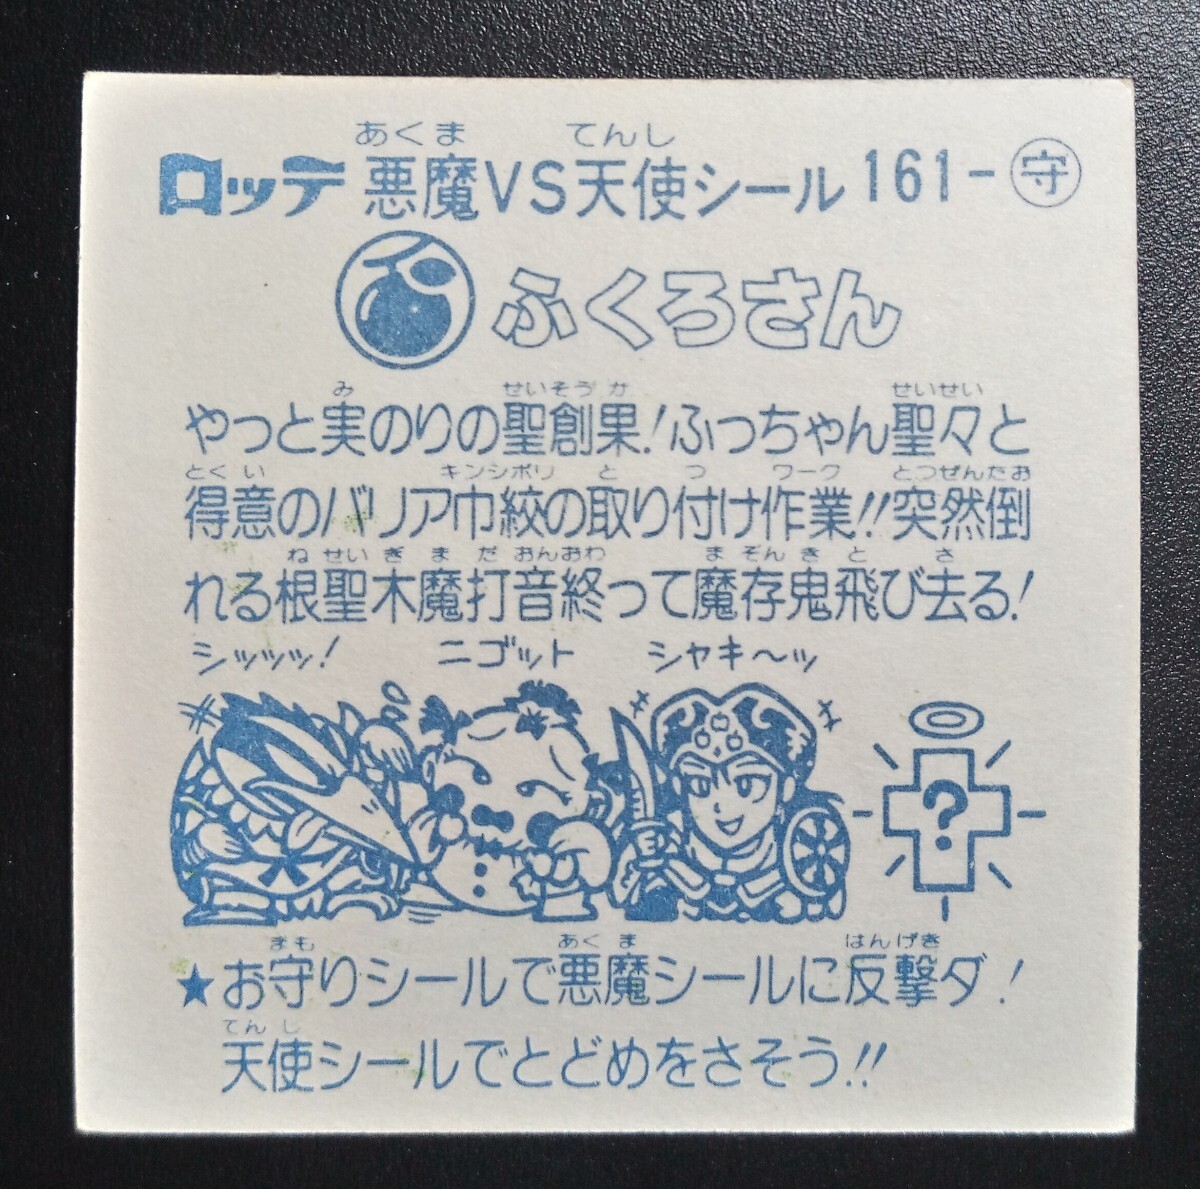 あくま てんし
ロッテ 悪魔VS天使シール 161-守
ふくろさん
み せいそうか せいせい
やっと実のりの聖創果!ふっちゃん聖々と
とくい キンシボリ と つ ワーク とつぜんたお
得意のバリア巾絞の取り付け作業!!突然倒
ね せい ぎ ま だ おん おわ ま ぞん き と さ
れる根聖木魔打音終って魔存鬼飛び去る!
シッッッ! ニゴット シャキ〜ッ
?
まも あくま はんげき
★お守りシールで悪魔シールに反撃ダ!
てんし
天使シールでとどめをさそう!!